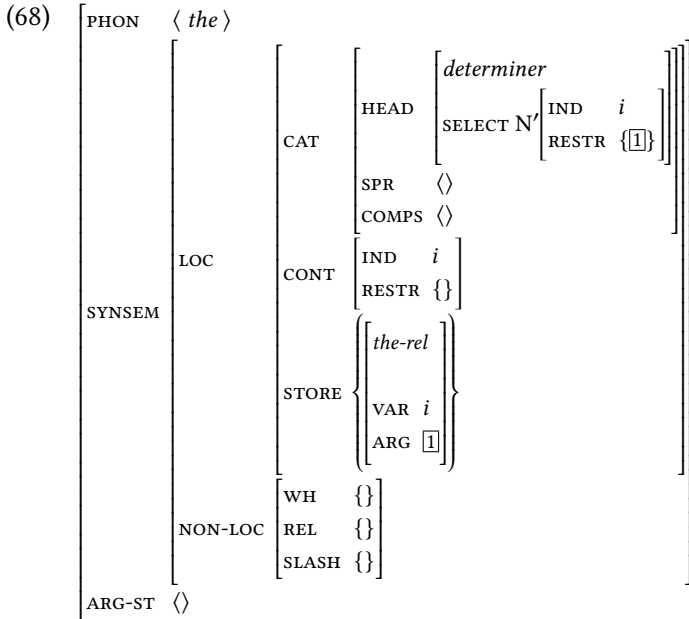 (68)
PHON ⟨ the ⟩
determiner
HEAD
SELECT N′ IND i
RESTR {1}
CAT
SPR ⟨⟩
COMPS ⟨⟩
LOC
CONT IND i
RESTR {}
SYNSEM
the-rel
STORE
VAR i
ARG 1
WH {}
NON-LOC REL {}
SLASH {}
ARG-ST ⟨⟩